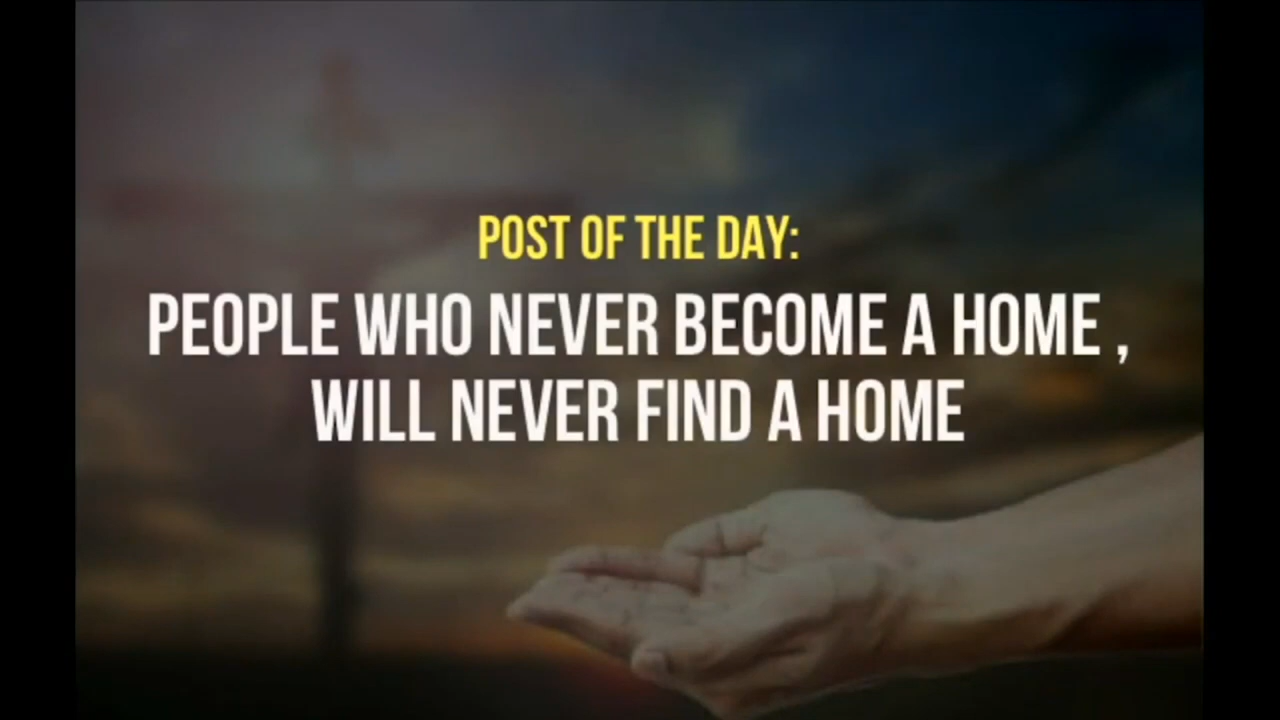 POST OF THE DAY:
PEOPLE WHO NEVER BECOME A HOME ,
WILL NEVER FIND A HOME